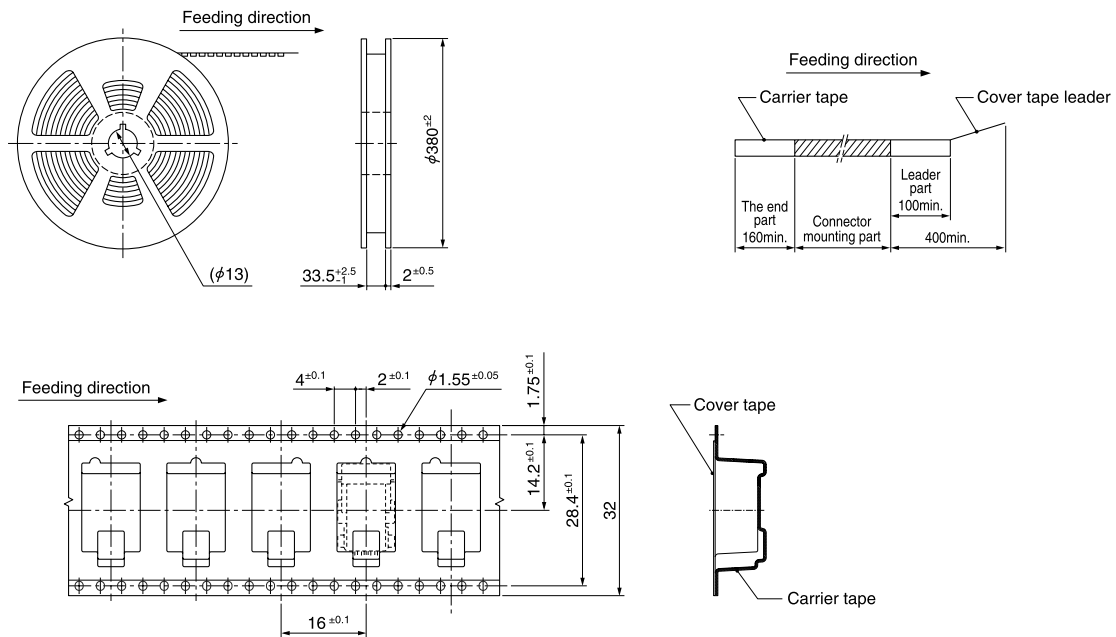 Feeding direction
ϕ380±2
(ϕ13)
33.5+2.5 -1
2±0.5
Feeding direction
Carrier tape
Cover tape leader
Leader
part
100min.
The end
part
160min.
Connector
mounting part
400min.
Feeding direction
4±0.1
2±0.1
ϕ1.55±0.05
1.75±0.1
14.2±0.1
28.4±0.1
32
16±0.1
Cover tape
Carrier tape